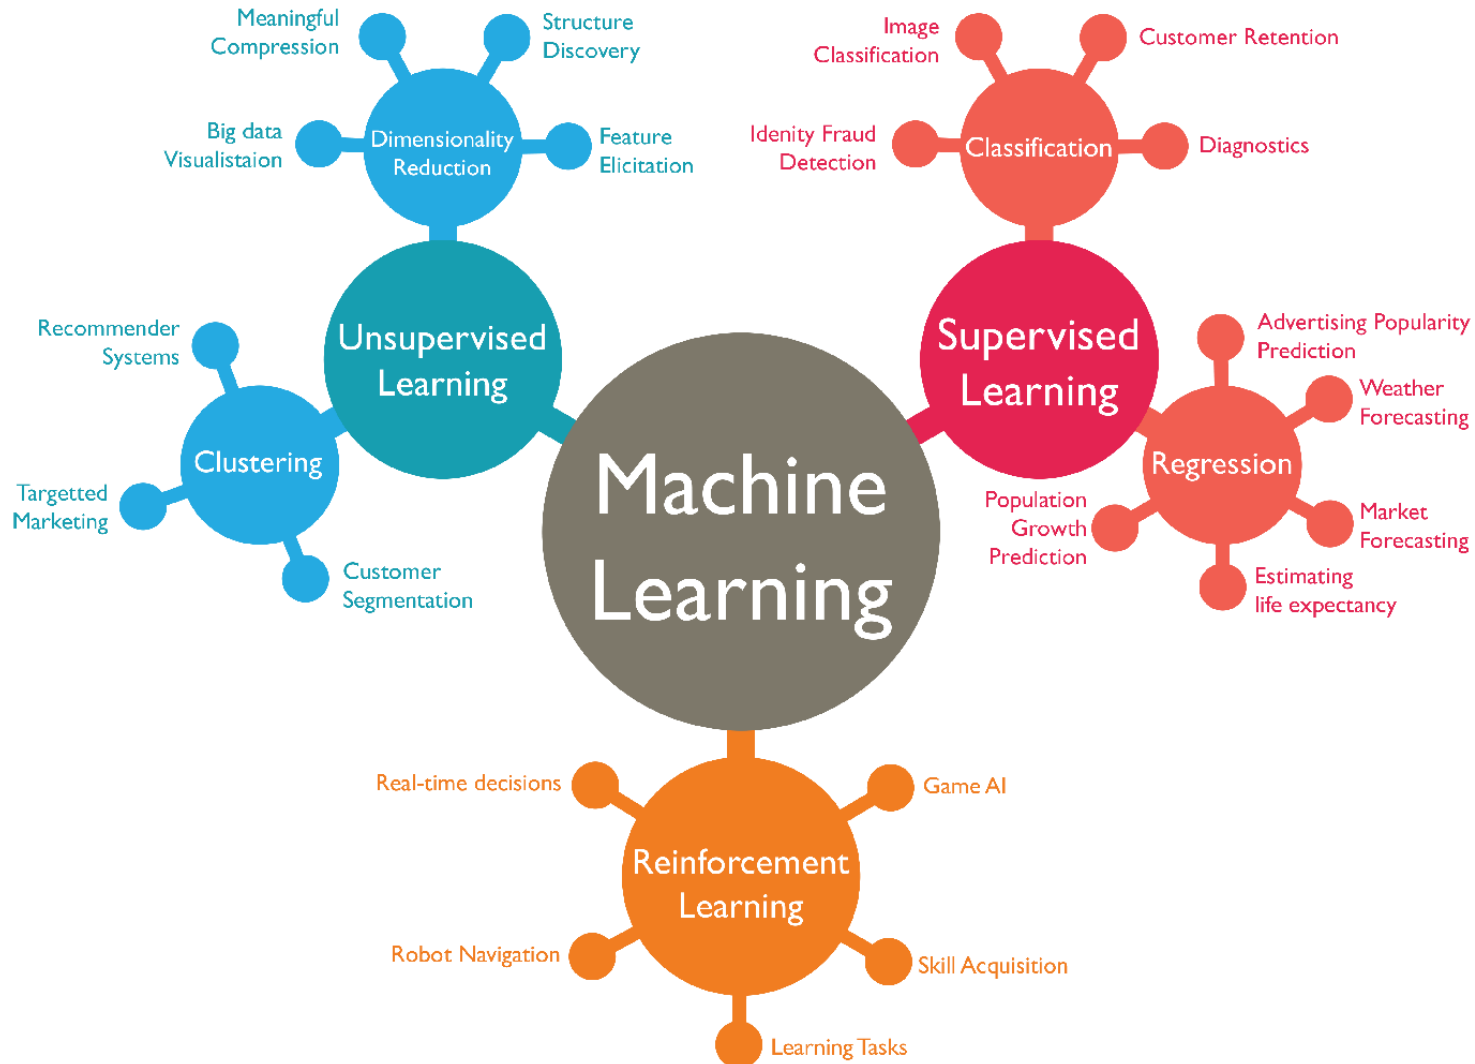 Meaningful
Compression
Structure
Discovery
Big data
Visualistaion
Dimensionality
Reduction
Feature
Elicitation
Image
Classification
Customer Retention
Idenity Fraud
Detection
Classification
Diagnostics
Recommender
Systems
Unsupervised
Learning
Clustering
Targetted
Marketing
Customer
Segmentation
Machine
Learning
Supervised
Learning
Advertising Popularity
Prediction
Weather
Forecasting
Regression
Population
Growth
Prediction
Market
Forecasting
Estimating
life expectancy
Real-time decisions
Game AI
Reinforcement
Learning
Robot Navigation
Skill Acquisition
Learning Tasks